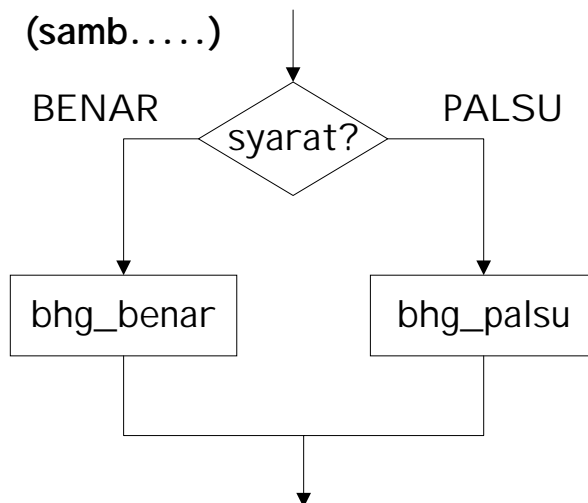 (samb.....)
BENAR
PALSU
syarat?
bhg_benar
bhg_palsu